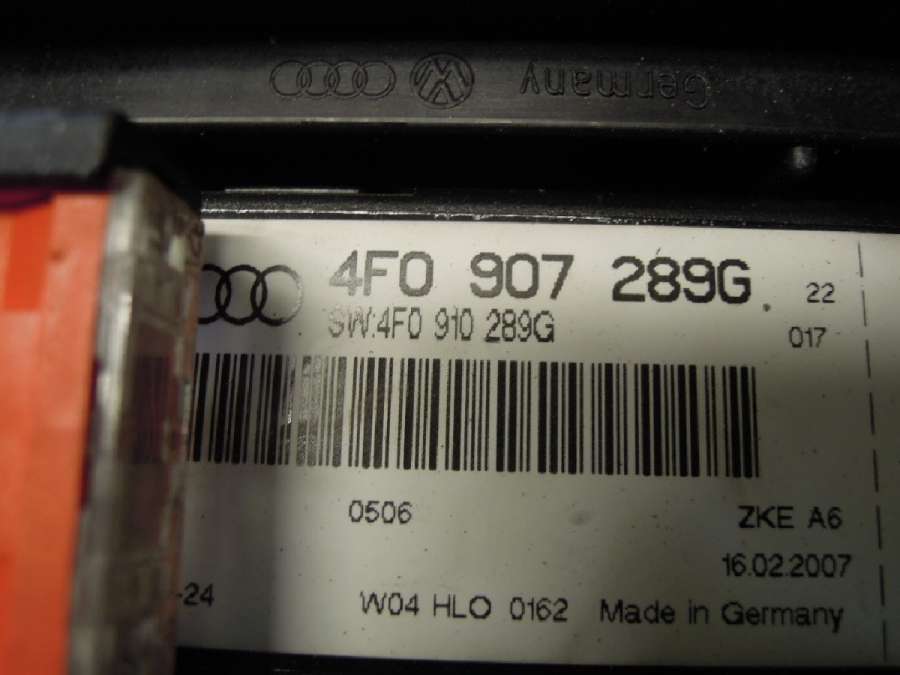 Germany
4F0 907 289G. 22
SW:4F0 910 289G 017
0506 ZKE A6
16.02.2007
-24 W04 HLO 0162 Made in Germany